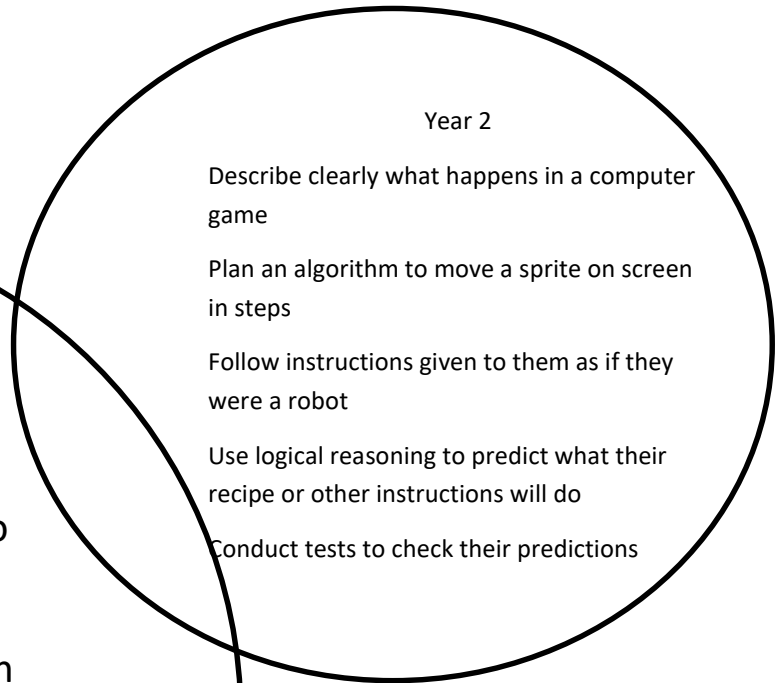 Year 2
Describe clearly what happens in a computer
game
Plan an algorithm to move a sprite on screen
in steps
Follow instructions given to them as if they
were a robot
Use logical reasoning to predict what their
recipe or other instructions will do
Conduct tests to check their predictions